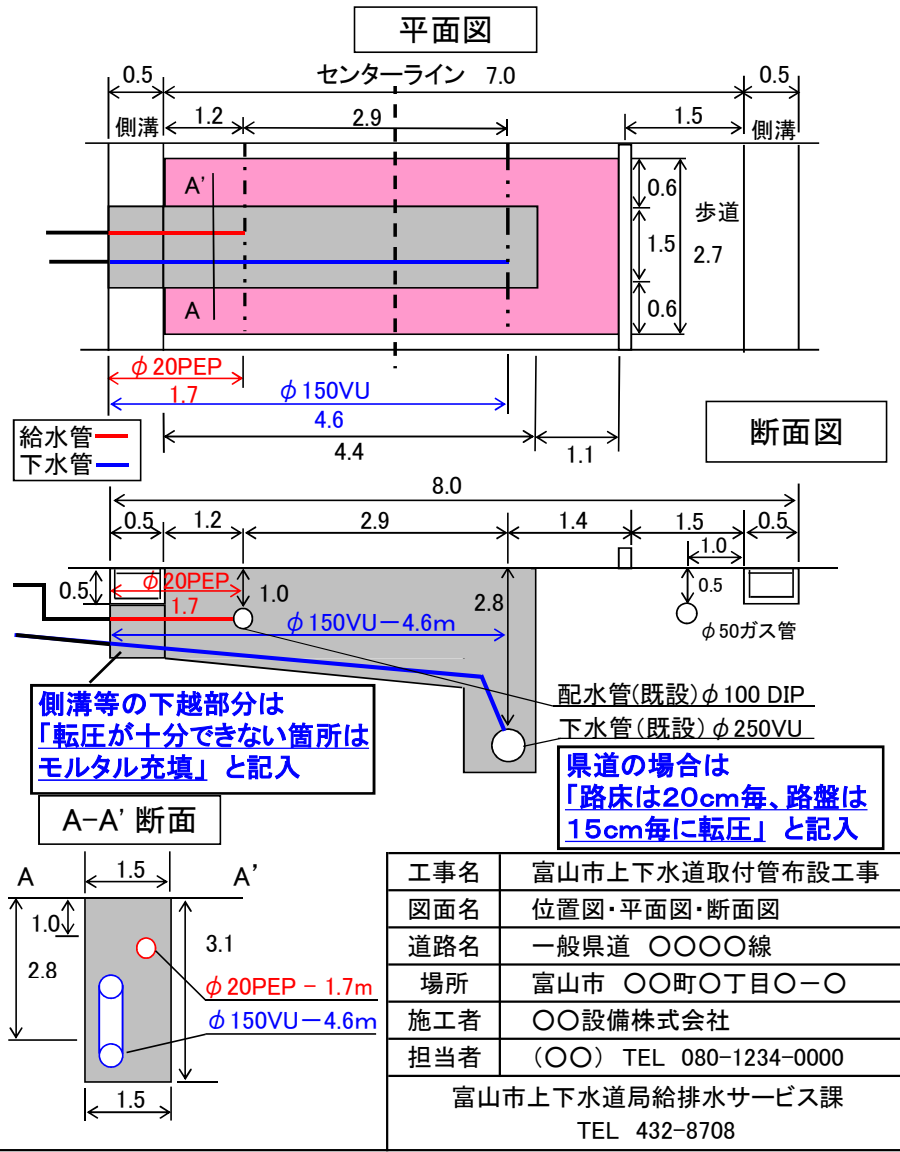 平面図
0.5
センターライン 7.0
0.5
側溝
1.2
2.9
1.5
側溝
A'
0.6
歩道
1.5
2.7
A
0.6
φ20PEP
1.7
φ150VU
4.6
4.4
1.1
給水管
下水管
断面図
8.0
0.5
1.2
2.9
1.4
1.5
0.5
1.0
0.5
φ20PEP
1.7
1.0
2.8
0.5
φ150VU－4.6m
φ50ガス管
側溝等の下越部分は
「転圧が十分できない箇所は
モルタル充填」 と記入
配水管(既設)φ100 DIP
下水管(既設)φ250VU
県道の場合は
「路床は20cm毎、路盤は
15cm毎に転圧」 と記入
A-A' 断面
A
1.5
A'
1.0
2.8
3.1
φ20PEP － 1.7m
φ150VU－4.6m
1.5
工事名 富山市上下水道取付管布設工事
図面名 位置図・平面図・断面図
道路名 一般県道 〇〇〇〇線
場所 富山市 〇〇町〇丁目〇－〇
施工者 〇〇設備株式会社
担当者 (〇〇) TEL 080-1234-0000
富山市上下水道局給排水サービス課
TEL 432-8708